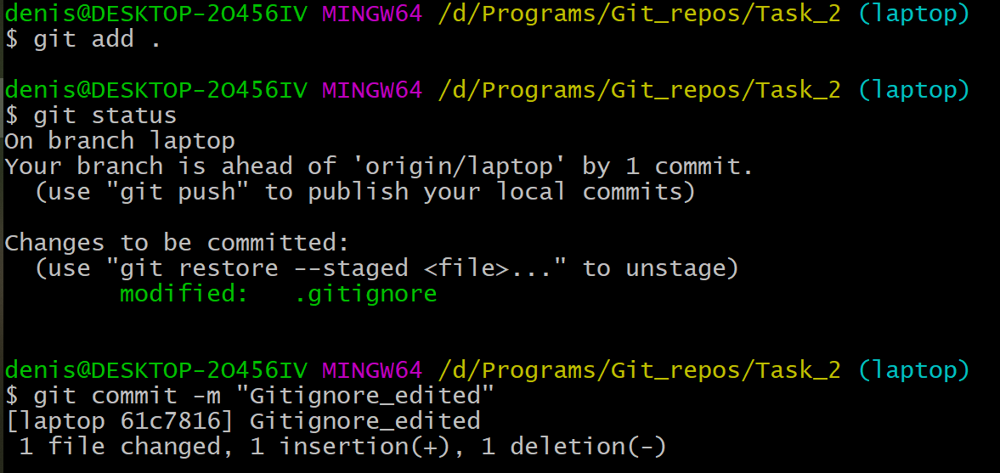 denis@DESKTOP-2O456IV MINGW64 /d/Programs/Git_repos/Task_2 (laptop)
$ git add .
denis@DESKTOP-2O456IV MINGW64 /d/Programs/Git_repos/Task_2 (laptop)
$ git status
On branch laptop
Your branch is ahead of 'origin/laptop' by 1 commit.
  (use "git push" to publish your local commits)
Changes to be committed:
  (use "git restore --staged <file>..." to unstage)
        modified:   .gitignore
denis@DESKTOP-2O456IV MINGW64 /d/Programs/Git_repos/Task_2 (laptop)
$ git commit -m "Gitignore_edited"
[laptop 61c7816] Gitignore_edited
 1 file changed, 1 insertion(+), 1 deletion(-)